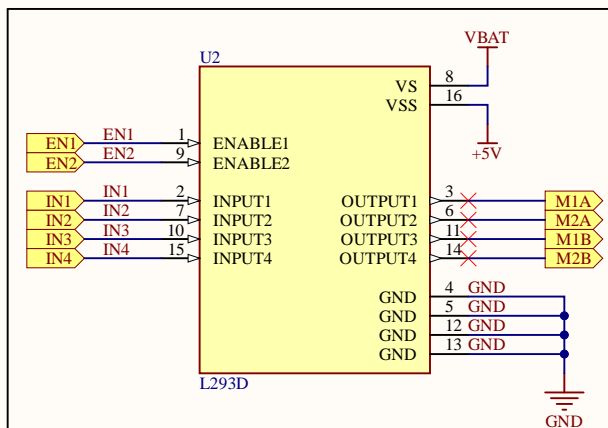 VBAT
U2
VS 8
VSS 16
+5V
EN1 EN1 1 ENABLE1
EN2 EN2 9 ENABLE2
IN1 IN1 2 INPUT1 OUTPUT1 3 M1A
IN2 IN2 7 INPUT2 OUTPUT2 6 M2A
IN3 IN3 10 INPUT3 OUTPUT3 11 M1B
IN4 IN4 15 INPUT4 OUTPUT4 14 M2B
GND 4 GND
GND 5 GND
GND 12 GND
GND 13 GND
L293D
GND